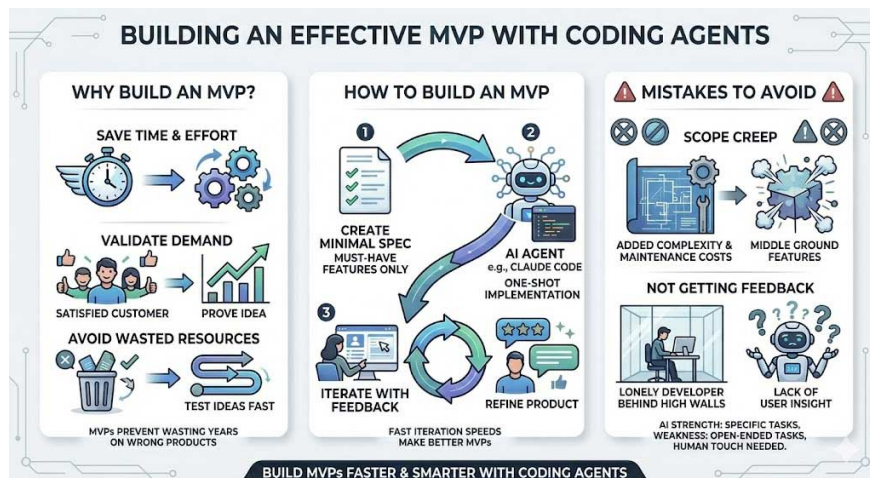 BUILDING AN EFFECTIVE MVP WITH CODING AGENTS
WHY BUILD AN MVP?
SAVE TIME & EFFORT
VALIDATE DEMAND
SATISFIED CUSTOMER
PROVE IDEA
AVOID WASTED RESOURCES
TEST IDEAS FAST
MVPs PREVENT WASTING YEARS
ON WRONG PRODUCTS
HOW TO BUILD AN MVP
1
CREATE
MINIMAL SPEC
MUST-HAVE
FEATURES ONLY
2
AI AGENT
e.g., CLAUDE CODE
ONE-SHOT
IMPLEMENTATION
3
ITERATE WITH
FEEDBACK
REFINE PRODUCT
FAST ITERATION SPEEDS
MAKE BETTER MVPs
MISTAKES TO AVOID
SCOPE CREEP
ADDED COMPLEXITY &
MAINTENANCE COSTS
MIDDLE GROUND
FEATURES
NOT GETTING FEEDBACK
LONELY DEVELOPER
BEHIND HIGH WALLS
LACK OF
USER INSIGHT
AI STRENGTH: SPECIFIC TASKS,
WEAKNESS: OPEN-ENDED TASKS,
HUMAN TOUCH NEEDED.
BUILD MVPs FASTER & SMARTER WITH CODING AGENTS